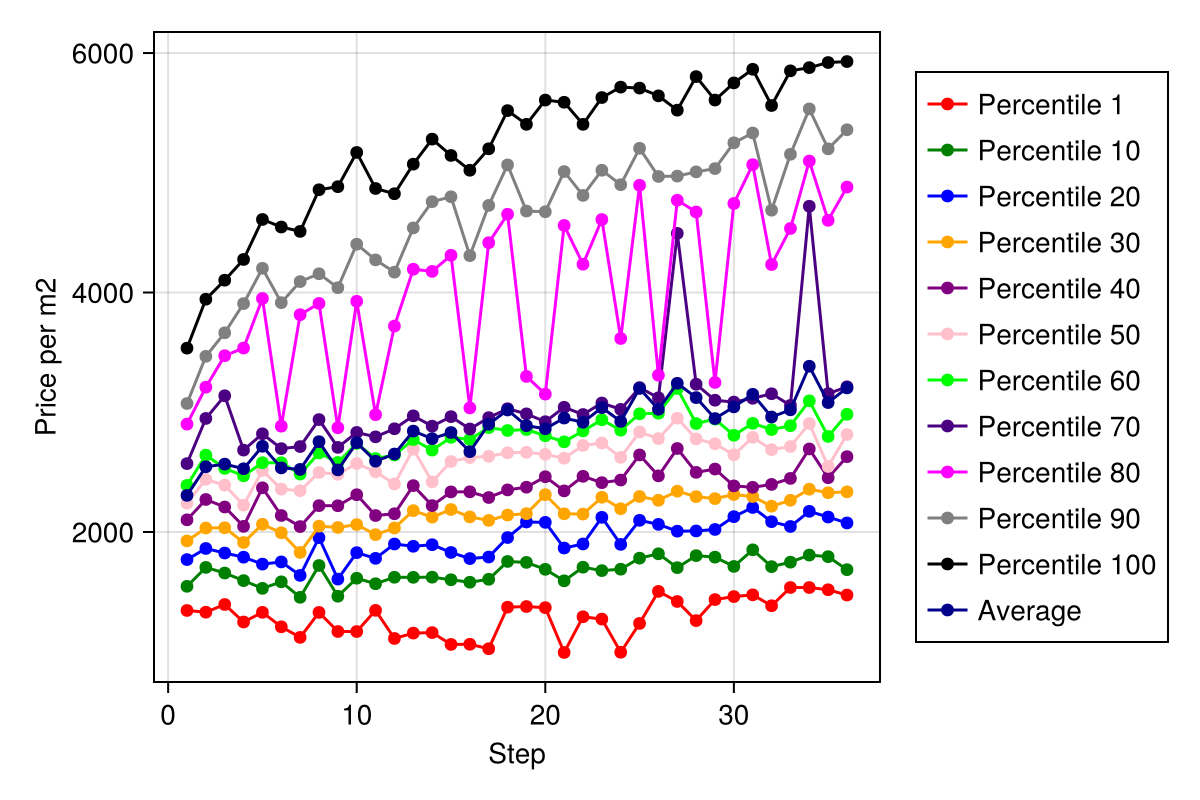 6000
4000
2000
Price per m2
0 10 20 30
Step
Percentile 1
Percentile 10
Percentile 20
Percentile 30
Percentile 40
Percentile 50
Percentile 60
Percentile 70
Percentile 80
Percentile 90
Percentile 100
Average